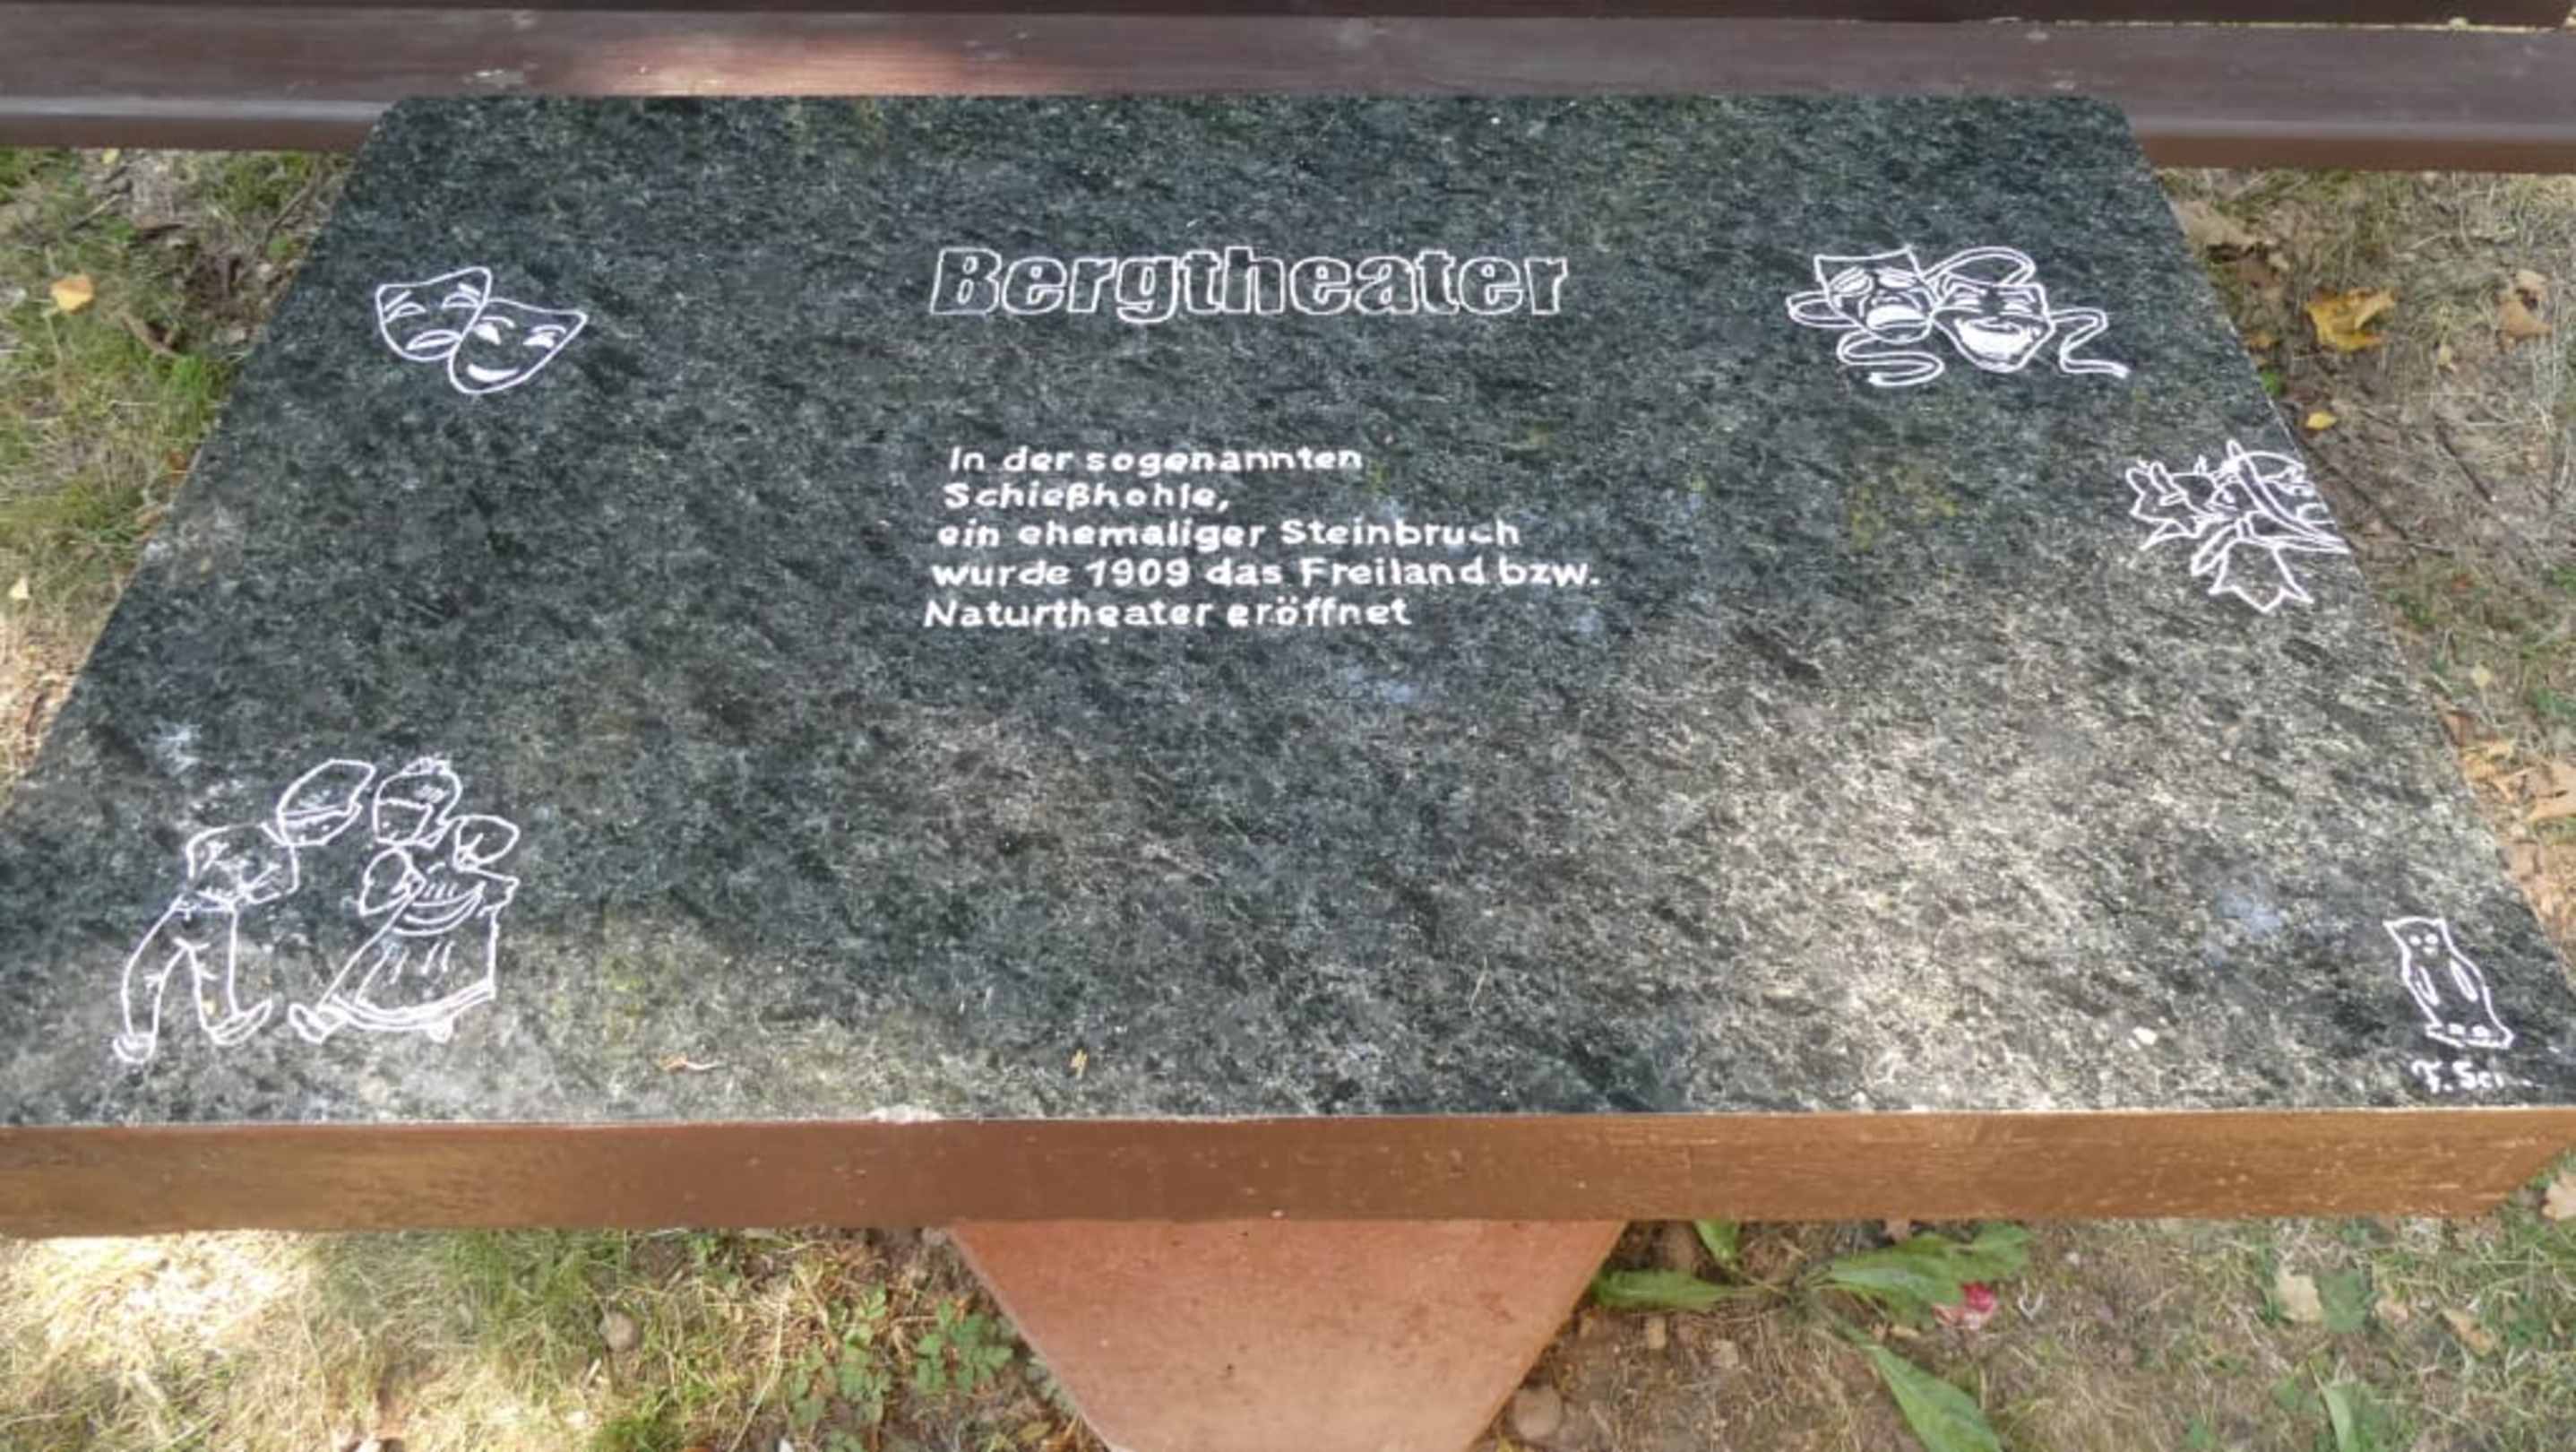 Bergtheater
In der sogenannten
Schießhohle,
ein ehemaliger Steinbruch
wurde 1909 das Freiland bzw.
Naturtheater eröffnet